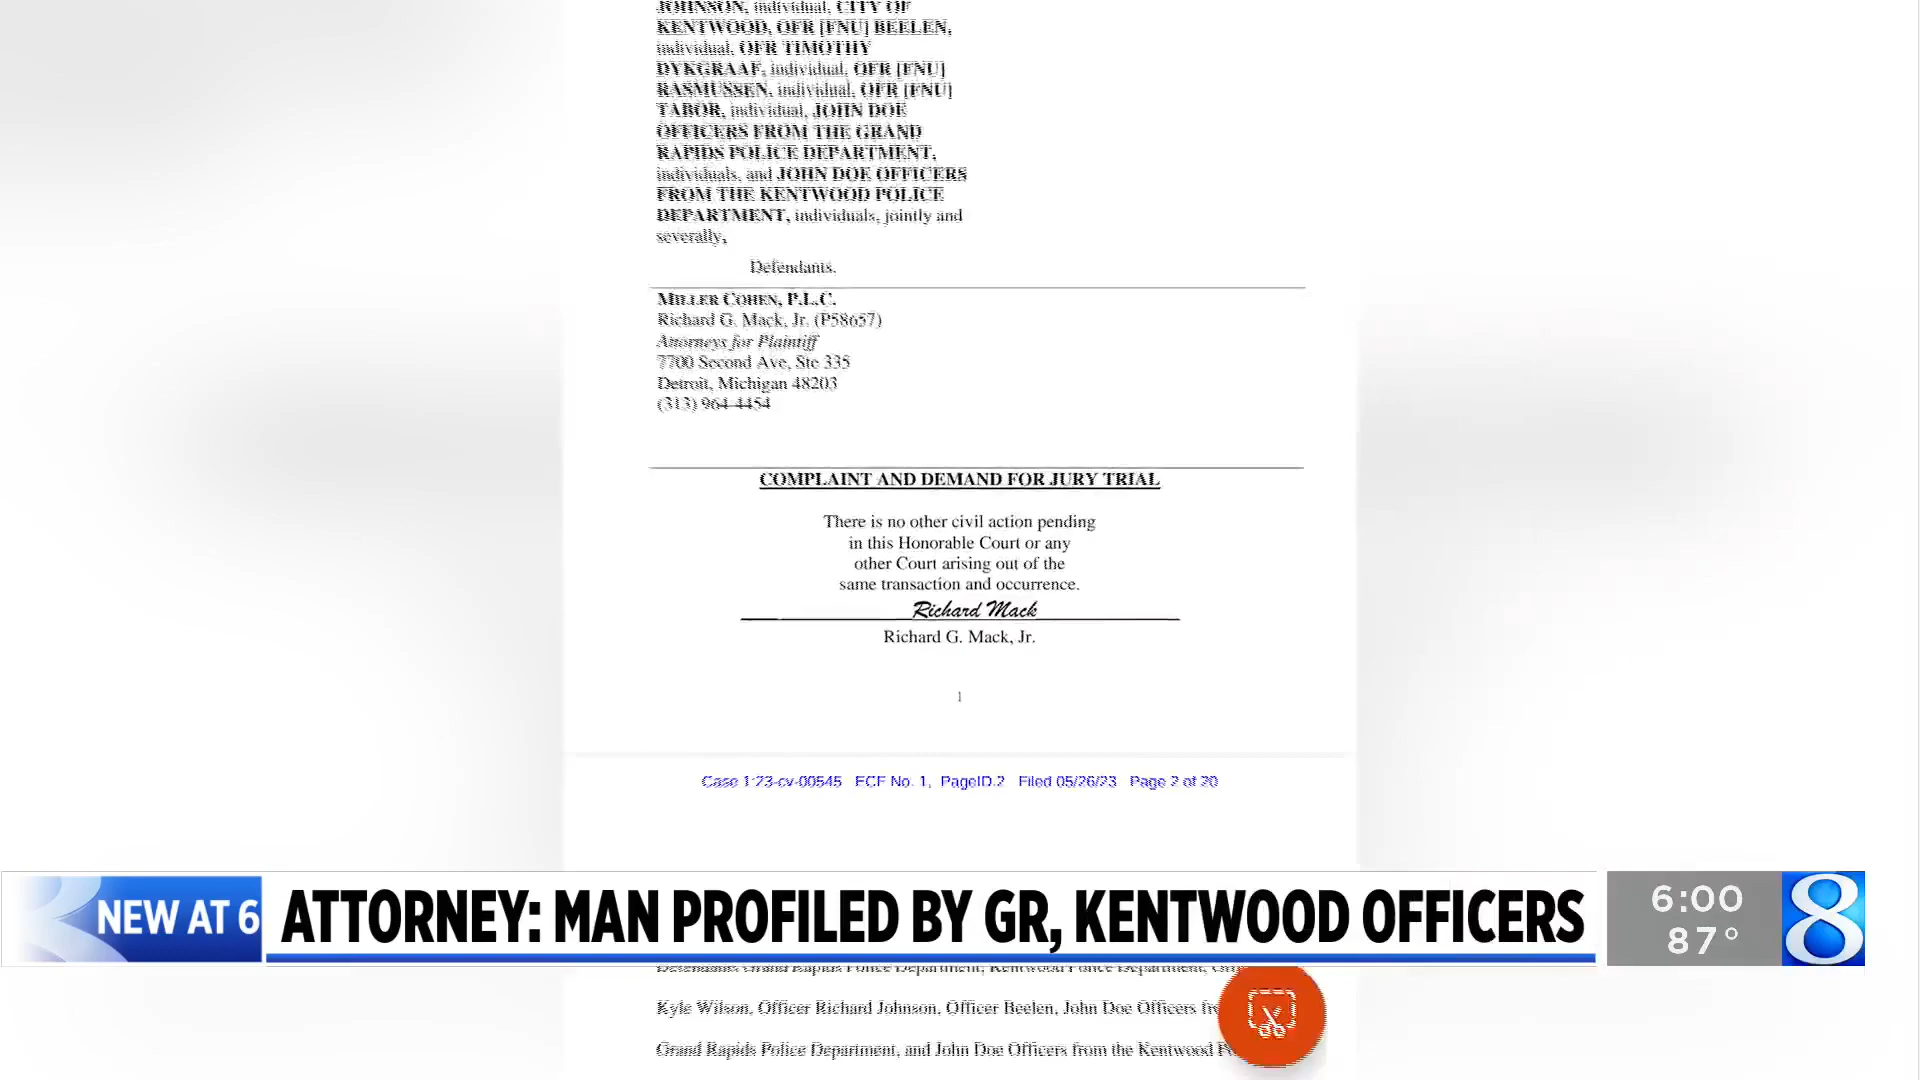 JOHNSON, individual, CITY OF
KENTWOOD, OFR [FNU] BEELEN,
individual, OFR TIMOTHY
DYKGRAAF, individual, OFR [FNU]
RASMUSSEN, individual, OFR [FNU]
TABOR, individual, JOHN DOE
OFFICERS FROM THE GRAND
RAPIDS POLICE DEPARTMENT,
individuals, and JOHN DOE OFFICERS
FROM THE KENTWOOD POLICE
DEPARTMENT, individuals, jointly and
severally,
Defendants.
MILLER COHEN, P.L.C.
Richard G. Mack, Jr. (P58657)
Attorneys for Plaintiff
7700 Second Ave, Ste 335
Detroit, Michigan 48203
(313) 964-4454
COMPLAINT AND DEMAND FOR JURY TRIAL
There is no other civil action pending
in this Honorable Court or any
other Court arising out of the
same transaction and occurrence.
Richard Mack
Richard G. Mack, Jr.
1
Case 1:23-cv-00545 ECF No. 1, PageID.2 Filed 05/26/23 Page 2 of 20
NEW AT 6
ATTORNEY: MAN PROFILED BY GR, KENTWOOD OFFICERS
6:00
87°
8
Defendants Grand Rapids Police Department, Kentwood Police Department,
Kyle Wilson, Officer Richard Johnson, Officer Beelen, John Doe Officers
Grand Rapids Police Department, and John Doe Officers from the Kentwood